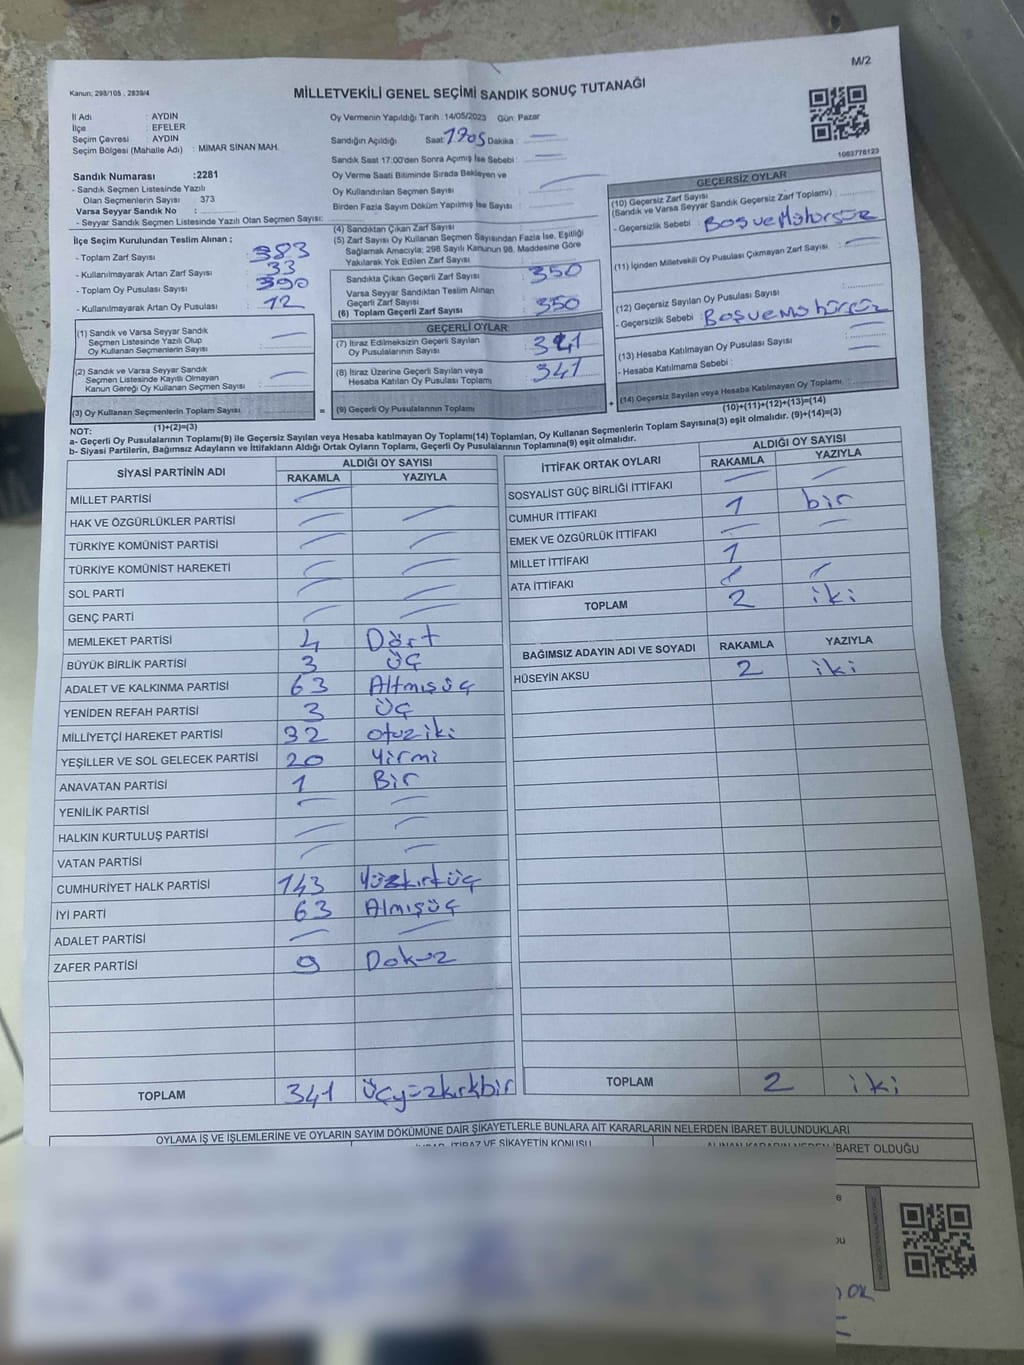 M/2
Kanun: 298/105 , 2839/4
MİLLETVEKİLİ GENEL SEÇİMİ SANDIK SONUÇ TUTANAĞI
İl Adı : AYDIN
İlçe : EFELER
Seçim Çevresi : AYDIN
Seçim Bölgesi (Mahalle Adı) : MIMAR SİNAN MAH.
Sandık Numarası :2281
- Sandık Seçmen Listesinde Yazılı
Olan Seçmenlerin Sayısı 373
Varsa Seyyar Sandık No :
- Seyyar Sandık Seçmen Listesinde Yazılı Olan Seçmen Sayısı:
Oy Vermenin Yapıldığı Tarih :14/05/2023 Gün: Pazar
Sandığın Açıldığı Saat: 1705 Dakika :
Sandık Saat 17:00'den Sonra Açılmış İse Sebebi :
Oy Verme Saati Bitiminde Sırada Bekleyen ve
Oy Kullandırılan Seçmen Sayısı
Birden Fazla Sayım Döküm Yapılmış İse Sayısı :
1063778123
İlçe Seçim Kurulundan Teslim Alınan ;
- Toplam Zarf Sayısı 383
- Kullanılmayarak Artan Zarf Sayısı 33
- Toplam Oy Pusulası Sayısı 390
- Kullanılmayarak Artan Oy Pusulası : 12
(1) Sandık ve Varsa Seyyar Sandık
Seçmen Listesinde Yazılı Olup
Oy Kullanan Seçmenlerin Sayısı
(2) Sandık ve Varsa Seyyar Sandık
Seçmen Listesinde Kayıtlı Olmayan
Kanun Gereği Oy Kullanan Seçmen Sayısı :
(3) Oy Kullanan Seçmenlerin Toplam Sayısı
(1)+(2)=(3)
(4) Sandıktan Çıkan Zarf Sayısı
(5) Zarf Sayısı Oy Kullanan Seçmen Sayısından Fazla İse, Eşitliği
Sağlamak Amacıyla; 298 Sayılı Kanunun 98. Maddesine Göre
Yakılarak Yok Edilen Zarf Sayısı
Sandıkta Çıkan Geçerli Zarf Sayısı 350
Varsa Seyyar Sandıktan Teslim Alınan
Geçerli Zarf Sayısı
(6) Toplam Geçerli Zarf Sayısı 350
GEÇERLİ OYLAR
(7) İtiraz Edilmeksizin Geçerli Sayılan
Oy Pusulalarının Sayısı 341
(8) İtiraz Üzerine Geçerli Sayılan veya
Hesaba Katılan Oy Pusulası Toplamı 341
= (9) Geçerli Oy Pusulalarının Toplamı +
GEÇERSİZ OYLAR
(10) Geçersiz Zarf Sayısı
(Sandık ve Varsa Seyyar Sandık Geçersiz Zarf Toplamı) :
- Geçersizlik Sebebi : Boş ve Mühürsüz
(11) İçinden Milletvekili Oy Pusulası Çıkmayan Zarf Sayısı
(12) Geçersiz Sayılan Oy Pusulası Sayısı
- Geçersizlik Sebebi : Boş ve Mühürsüz
(13) Hesaba Katılmayan Oy Pusulası Sayısı
- Hesaba Katılmama Sebebi :
(14) Geçersiz Sayılan veya Hesaba Katılmayan Oy Toplamı
(10)+(11)+(12)+(13)=(14)
NOT:
a- Geçerli Oy Pusulalarının Toplamı(9) ile Geçersiz Sayılan veya Hesaba katılmayan Oy Toplamı(14) Toplamları, Oy Kullanan Seçmenlerin Toplam Sayısına(3) eşit olmalıdır. (9)+(14)=(3)
b- Siyasi Partilerin, Bağımsız Adayların ve İttifakların Aldığı Oyların Toplamı, Geçerli Oy Pusulalarının Toplamına(9) eşit olmalıdır.
SİYASİ PARTİNİN ADI ALDIĞI OY SAYISI
RAKAMLA YAZIYLA
MİLLET PARTİSİ
HAK VE ÖZGÜRLÜKLER PARTİSİ
TÜRKİYE KOMÜNİST PARTİSİ
TÜRKİYE KOMÜNİST HAREKETİ
SOL PARTİ
GENÇ PARTİ
MEMLEKET PARTİSİ 4 Dört
BÜYÜK BİRLİK PARTİSİ 3 üç
ADALET VE KALKINMA PARTİSİ 63 Altmışüç
YENİDEN REFAH PARTİSİ 3 üç
MİLLİYETÇİ HAREKET PARTİSİ 32 otuziki
YEŞİLLER VE SOL GELECEK PARTİSİ 20 Yirmi
ANAVATAN PARTİSİ 1 Bir
YENİLİK PARTİSİ
HALKIN KURTULUŞ PARTİSİ
VATAN PARTİSİ
CUMHURİYET HALK PARTİSİ 143 Yüzkırküç
İYİ PARTİ 63 Almışüç
ADALET PARTİSİ
ZAFER PARTİSİ 9 Dokuz
TOPLAM 341 üçyüzkırkbir
İTTİFAK ORTAK OYLARI ALDIĞI OY SAYISI
RAKAMLA YAZIYLA
SOSYALİST GÜÇ BİRLİĞİ İTTİFAKI
CUMHUR İTTİFAKI 1 bir
EMEK VE ÖZGÜRLÜK İTTİFAKI
MİLLET İTTİFAKI 1
ATA İTTİFAKI
TOPLAM 2 iki
BAĞIMSIZ ADAYIN ADI VE SOYADI RAKAMLA YAZIYLA
HÜSEYİN AKSU 2 iki
TOPLAM 2 iki
OYLAMA İŞ VE İŞLEMLERİNE VE OYLARIN SAYIM DÖKÜMÜNE DAİR ŞİKAYETLERLE BUNLARA AİT KARARLARIN NELERDEN İBARET BULUNDUKLARI
İTİRAZ VE ŞİKAYETİN KONUSU
ALINAN KARARIN NEDEN İBARET OLDUĞU